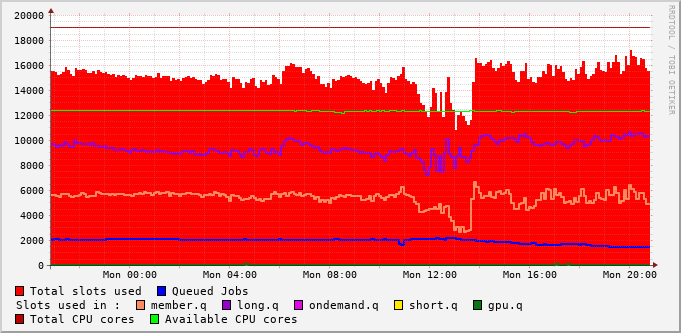 20000
18000
16000
14000
12000
10000
8000
6000
4000
2000
0
Mon 00:00 Mon 04:00 Mon 08:00 Mon 12:00 Mon 16:00 Mon 20:00
Total slots used Queued Jobs
Slots used in : member.q long.q ondemand.q short.q gpu.q
Total CPU cores Available CPU cores
RRDTOOL / TOBI OETIKER